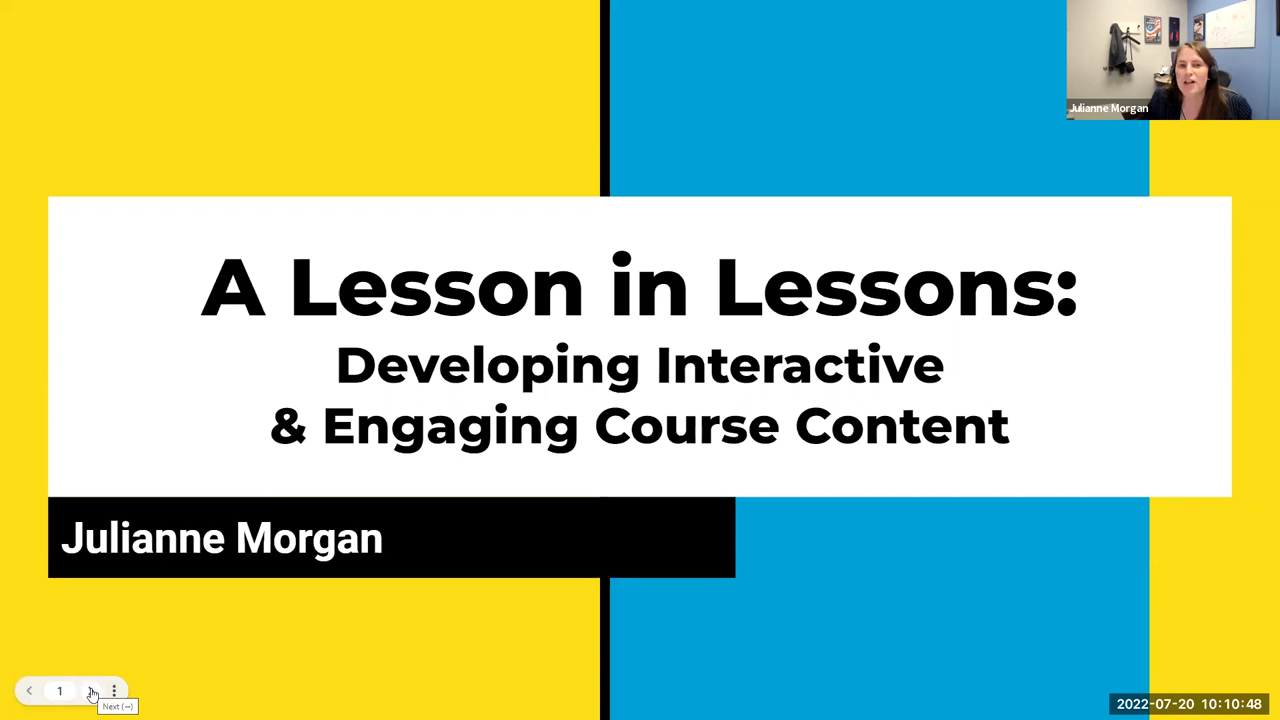 Julianne Morgan
A Lesson in Lessons:
Developing Interactive
& Engaging Course Content
Julianne Morgan
1
Next (→)
2022-07-20 10:10:48